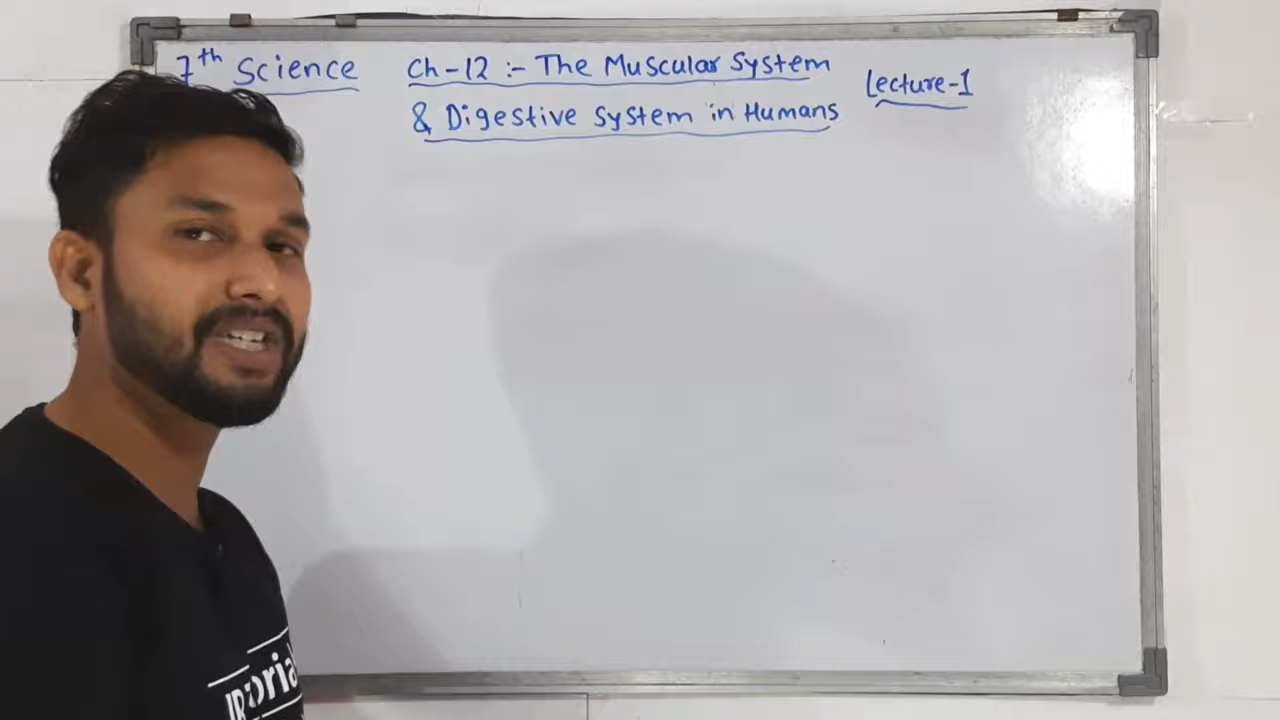 7th Science Ch-12 :- The Muscular System
& Digestive System in Humans
Lecture-1